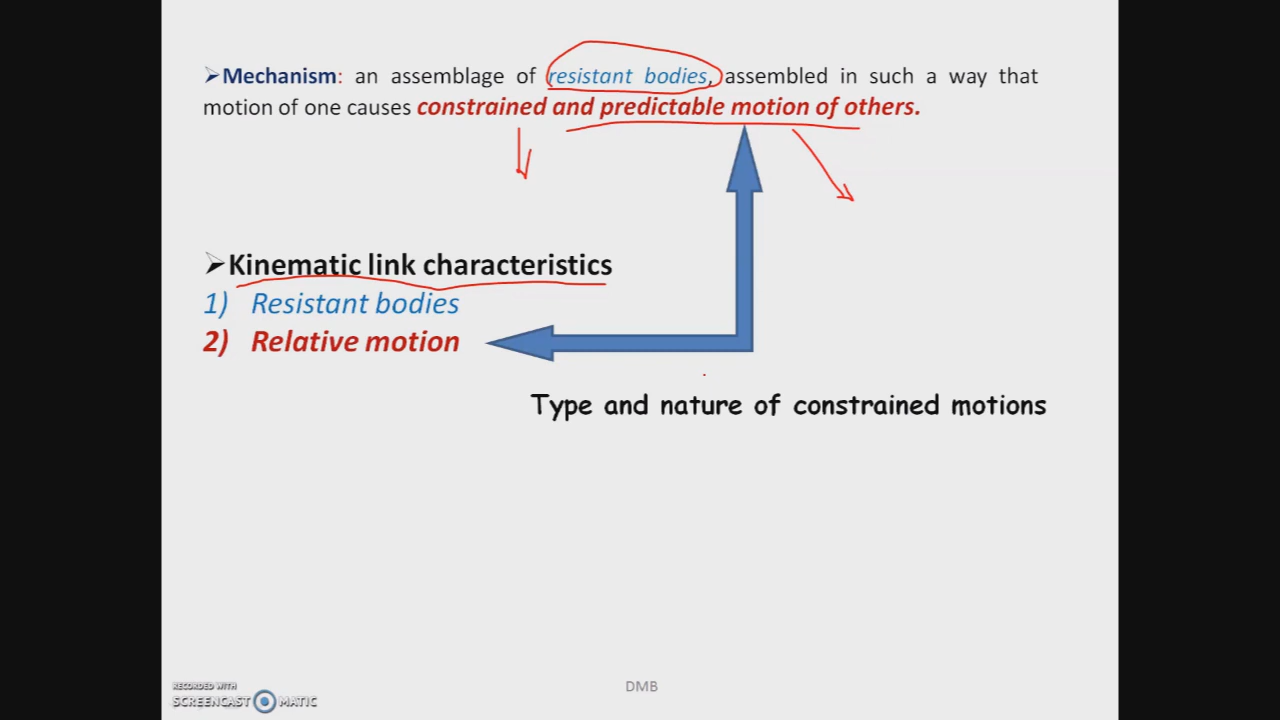 ➢Mechanism: an assemblage of resistant bodies, assembled in such a way that
motion of one causes constrained and predictable motion of others.
➢Kinematic link characteristics
1) Resistant bodies
2) Relative motion
Type and nature of constrained motions
RECORDED WITH
SCREENCAST MATIC
DMB